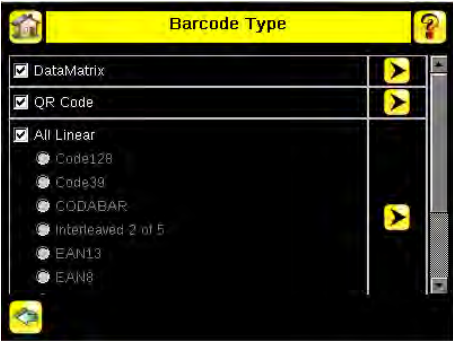 Barcode Type
DataMatrix
QR Code
All Linear
Code128
Code39
CODABAR
Interleaved 2 of 5
EAN13
EAN8